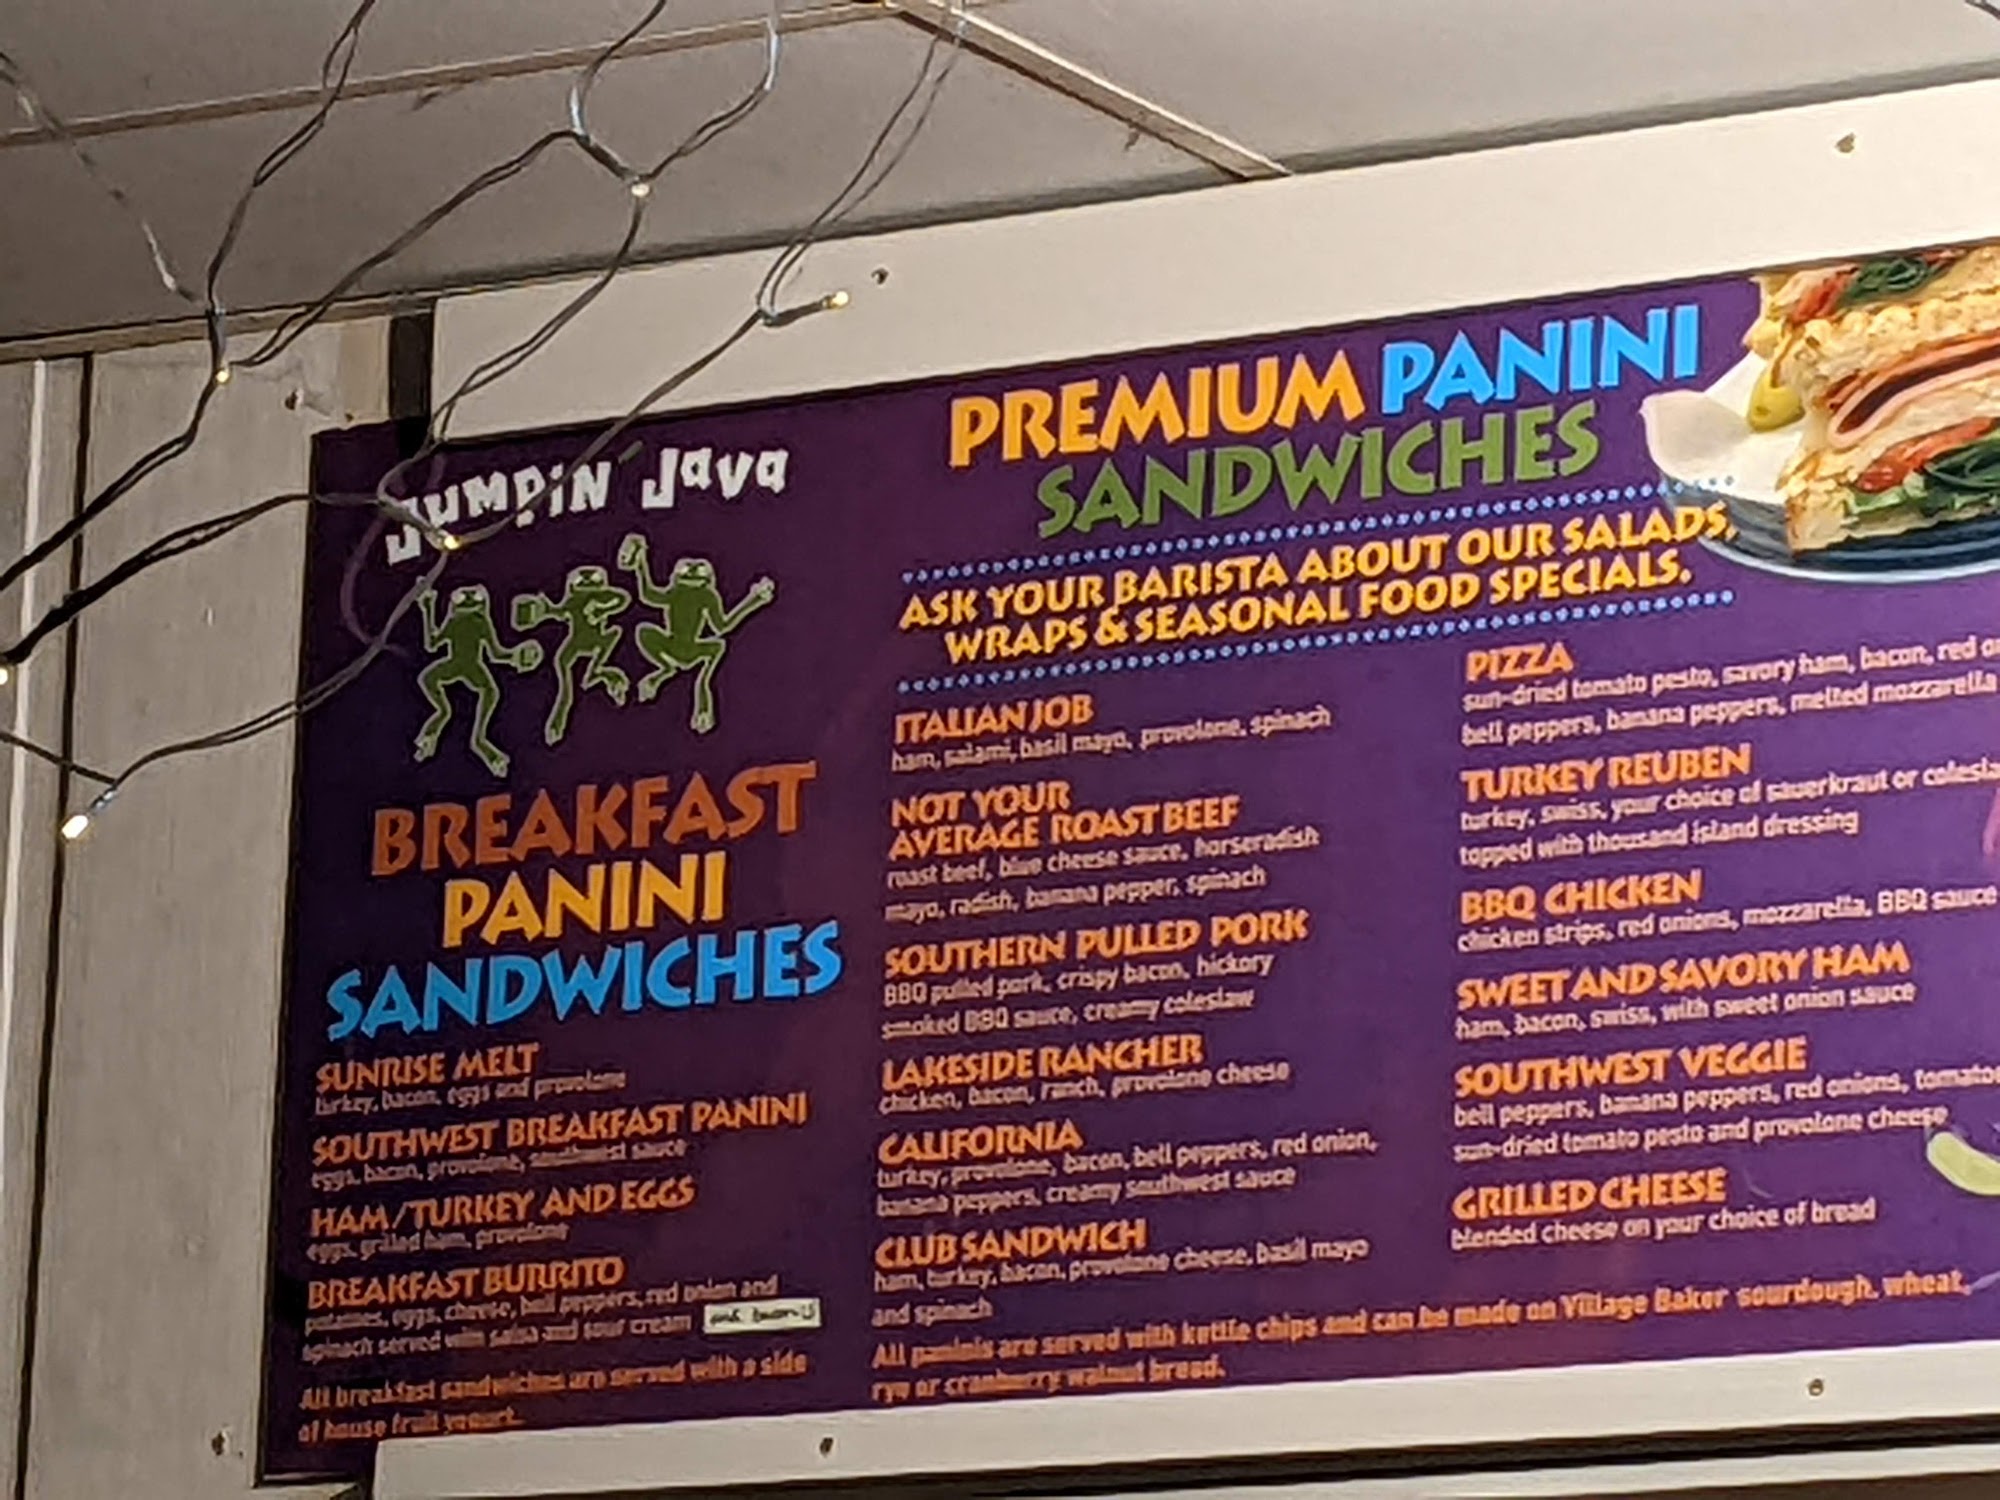 Jumpin' Java
BREAKFAST
PANINI
SANDWICHES
SUNRISE MELT
turkey, bacon, eggs and provolone
SOUTHWEST BREAKFAST PANINI
eggs, bacon, provolone, southwest sauce
HAM/TURKEY AND EGGS
eggs, grilled ham, provolone
BREAKFAST BURRITO
potatoes, eggs, cheese, bell peppers, red onion and
spinach served with salsa and sour cream and bacon
All breakfast sandwiches are served with a side
of house fruit yogurt.
PREMIUM PANINI
SANDWICHES
ASK YOUR BARISTA ABOUT OUR SALADS,
WRAPS & SEASONAL FOOD SPECIALS.
ITALIAN JOB
ham, salami, basil mayo, provolone, spinach
NOT YOUR
AVERAGE ROAST BEEF
roast beef, blue cheese sauce, horseradish
mayo, radish, banana pepper, spinach
SOUTHERN PULLED PORK
BBQ pulled pork, crispy bacon, hickory
smoked BBQ sauce, creamy coleslaw
LAKESIDE RANCHER
chicken, bacon, ranch, provolone cheese
CALIFORNIA
turkey, provolone, bacon, bell peppers, red onion,
banana peppers, creamy southwest sauce
CLUB SANDWICH
ham, turkey, bacon, provolone cheese, basil mayo
and spinach
PIZZA
sun-dried tomato pesto, savory ham, bacon, red
bell peppers, banana peppers, melted mozzarella
TURKEY REUBEN
turkey, swiss, your choice of sauerkraut or
topped with thousand island dressing
BBQ CHICKEN
chicken strips, red onions, mozzarella, BBQ sauce
SWEET AND SAVORY HAM
ham, bacon, swiss, with sweet onion sauce
SOUTHWEST VEGGIE
bell peppers, banana peppers, red onions,
sun-dried tomato pesto and provolone cheese
GRILLED CHEESE
blended cheese on your choice of bread
All paninis are served with kettle chips and can be made on Village Baker sourdough, wheat,
rye or cranberry walnut bread.